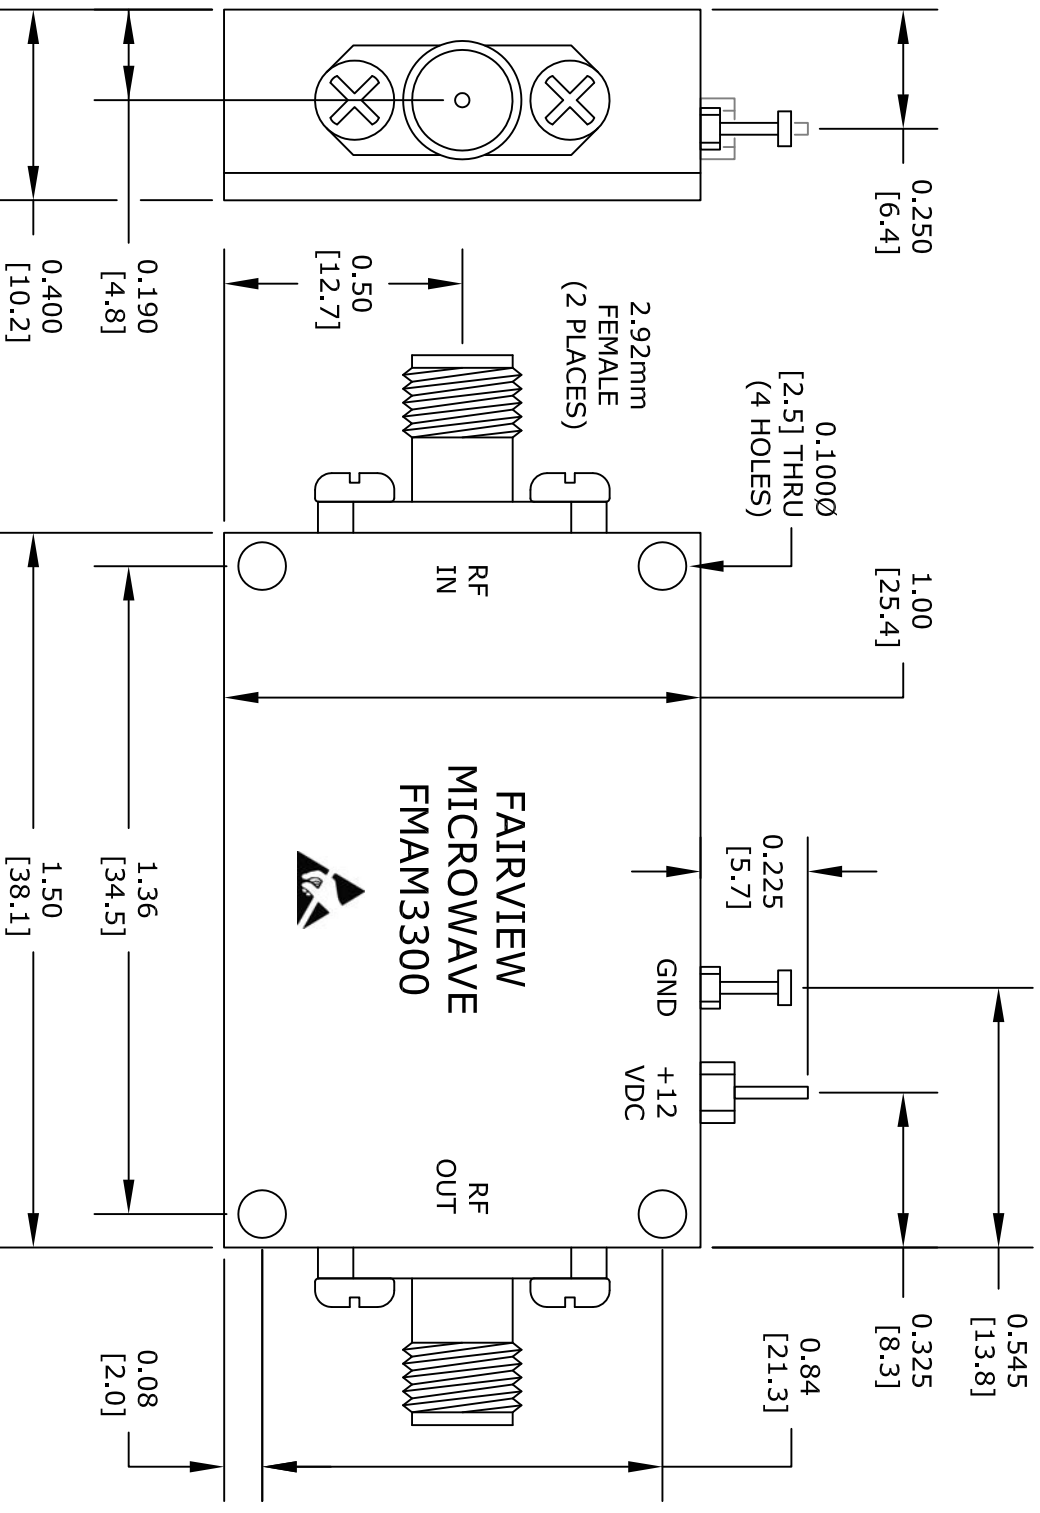 0.250
[6.4]
0.190
[4.8]
0.400
[10.2]
0.50
[12.7]
2.92mm
FEMALE
(2 PLACES)
0.100Ø
[2.5] THRU
(4 HOLES)
1.00
[25.4]
RF
IN
FAIRVIEW
MICROWAVE
FMAM3300
0.225
[5.7]
GND
+12
VDC
RF
OUT
1.36
[34.5]
1.50
[38.1]
0.545
[13.8]
0.325
[8.3]
0.84
[21.3]
0.08
[2.0]